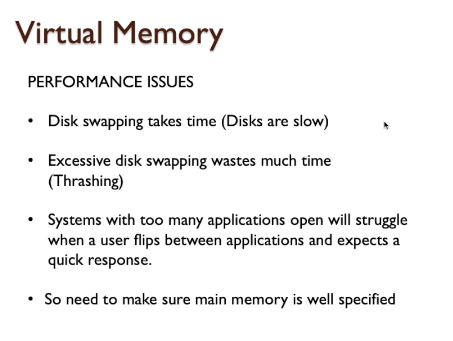 Virtual Memory
PERFORMANCE ISSUES
• Disk swapping takes time (Disks are slow)
• Excessive disk swapping wastes much time
(Thrashing)
• Systems with too many applications open will struggle
when a user flips between applications and expects a
quick response.
• So need to make sure main memory is well specified